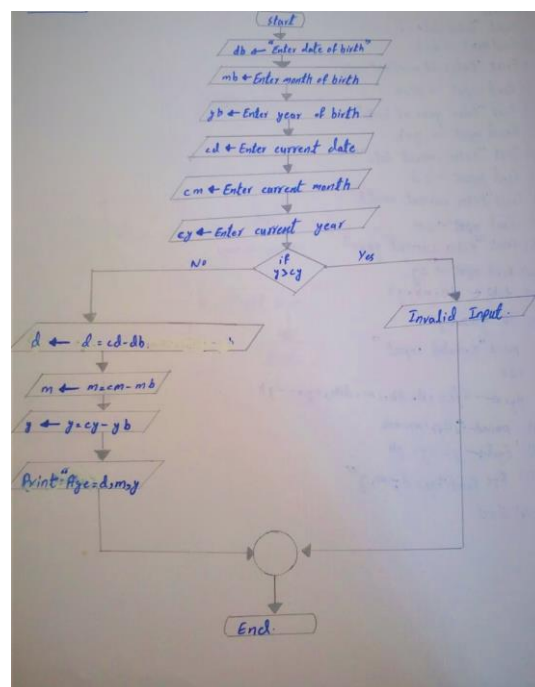 Start
db ← "Enter date of birth"
mb ← Enter month of birth
yb ← Enter year of birth
cd ← Enter current date
cm ← Enter current month
cy ← Enter current year
if
y>cy
No
Yes
Invalid Input.
d ← d = cd-db
m ← m=cm-mb
y ← y=cy-yb
Print "Age=d,m,y
End.